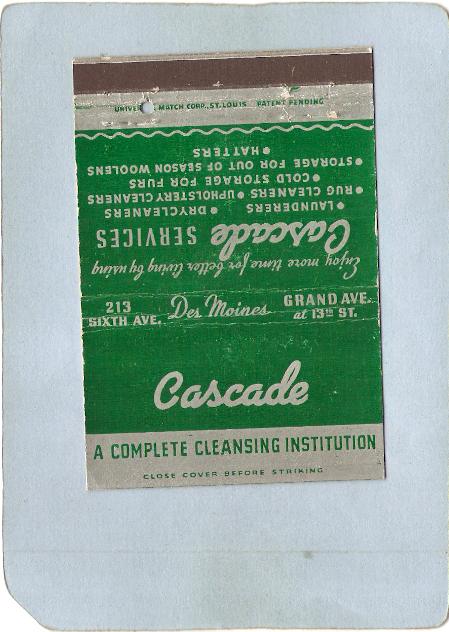 UNIVER MATCH CORP., ST. LOUIS PATENT PENDING
Enjoy more time for better living by using
Cascade SERVICES
• LAUNDERERS • DRYCLEANERS
• RUG CLEANERS • UPHOLSTERY CLEANERS
• COLD STORAGE FOR FURS
• STORAGE FOR OUT OF SEASON WOOLENS
• HATTERS
213 SIXTH AVE. Des Moines GRAND AVE. at 13TH ST.
Cascade
A COMPLETE CLEANSING INSTITUTION
CLOSE COVER BEFORE STRIKING